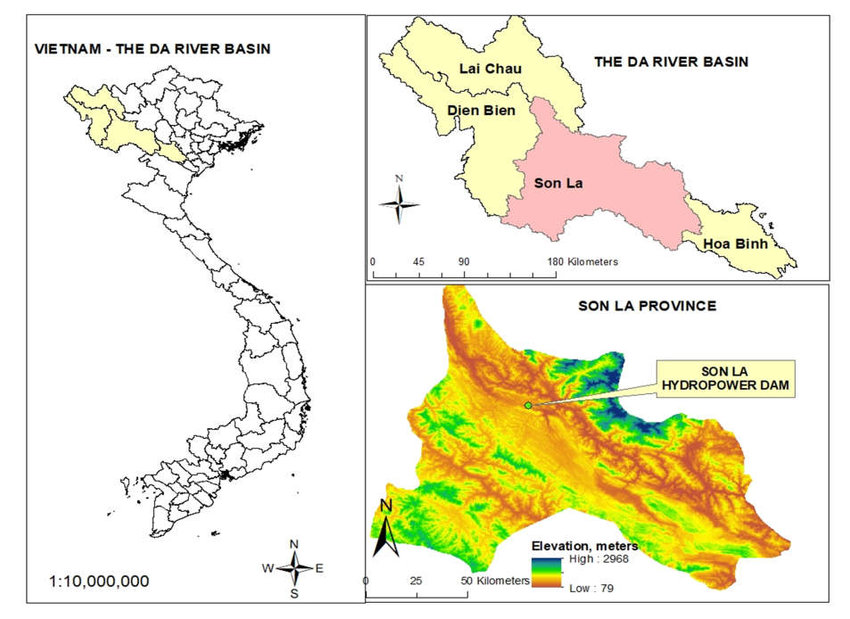 VIETNAM - THE DA RIVER BASIN
1:10,000,000
N
W E
S
THE DA RIVER BASIN
Lai Chau
Dien Bien
Son La
Hoa Binh
N
0 45 90 180 Kilometers
SON LA PROVINCE
SON LA
HYDROPOWER DAM
N
Elevation, meters
High : 2968
Low : 79
0 25 50 Kilometers